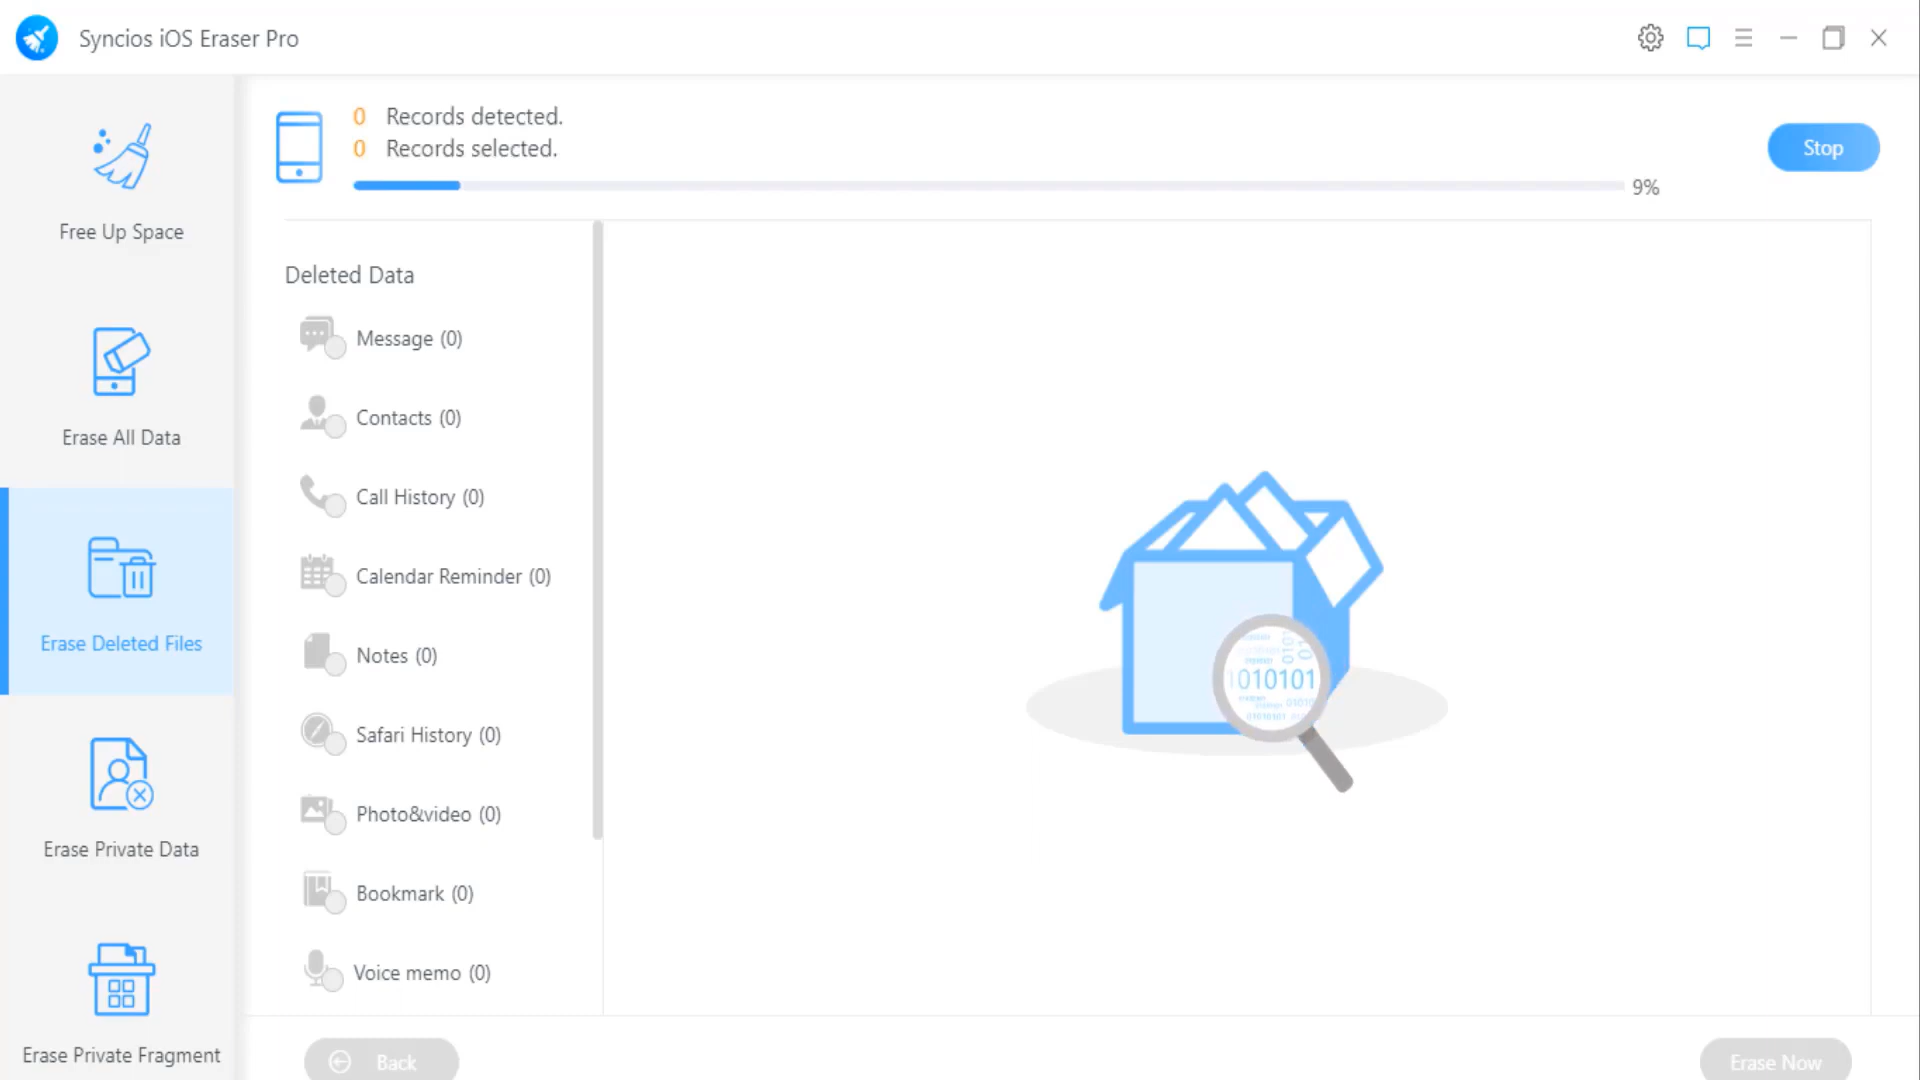 Syncios iOS Eraser Pro
0 Records detected.
0 Records selected.
9%
Stop
Free Up Space
Erase All Data
Erase Deleted Files
Erase Private Data
Erase Private Fragment
Deleted Data
Message (0)
Contacts (0)
Call History (0)
Calendar Reminder (0)
Notes (0)
Safari History (0)
Photo&video (0)
Bookmark (0)
Voice memo (0)
010101
Back
Erase Now